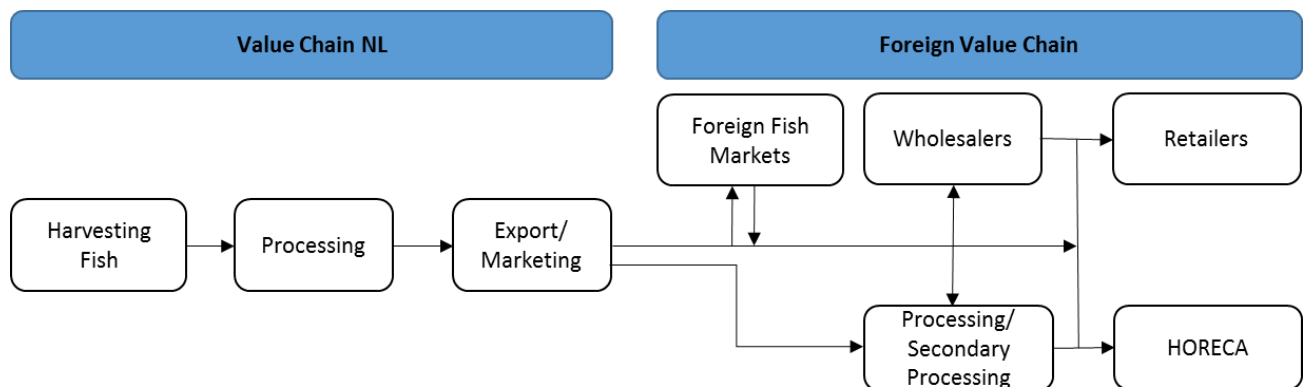 Value Chain NL
Foreign Value Chain
Foreign Fish
Markets
Wholesalers
Retailers
Harvesting
Fish
Processing
Export/
Marketing
Processing/
Secondary
Processing
HORECA